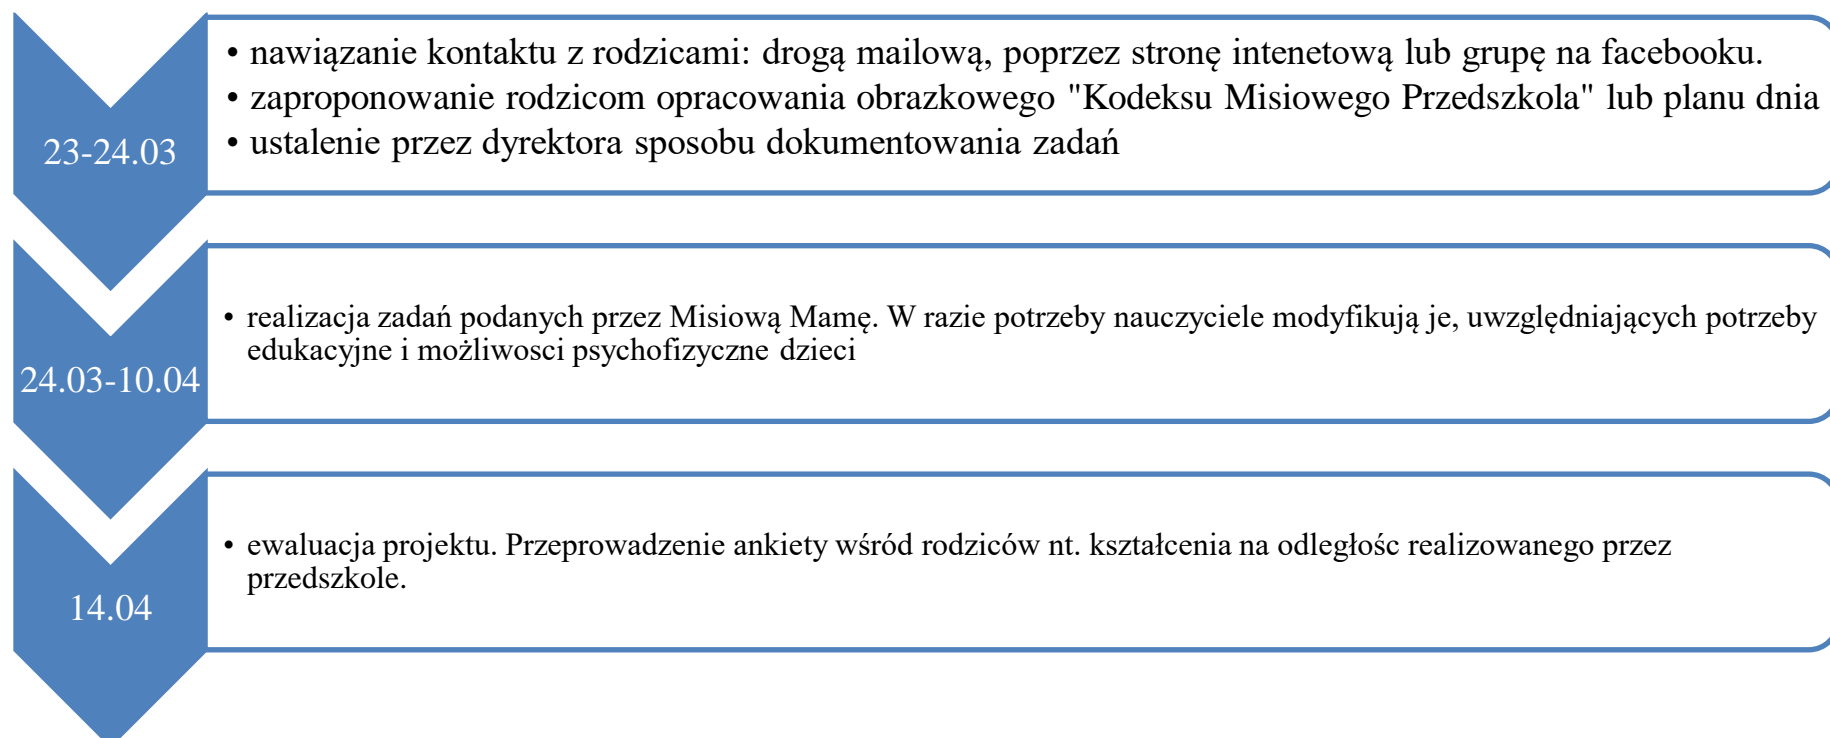 23-24.03
• nawiązanie kontaktu z rodzicami: drogą mailową, poprzez stronę intenetową lub grupę na facebooku.
• zaproponowanie rodzicom opracowania obrazkowego "Kodeksu Misiowego Przedszkola" lub planu dnia
• ustalenie przez dyrektora sposobu dokumentowania zadań
24.03-10.04
• realizacja zadań podanych przez Misiową Mamę. W razie potrzeby nauczyciele modyfikują je, uwzględniających potrzeby
edukacyjne i możliwosci psychofizyczne dzieci
14.04
• ewaluacja projektu. Przeprowadzenie ankiety wśród rodziców nt. kształcenia na odległośc realizowanego przez
przedszkole.